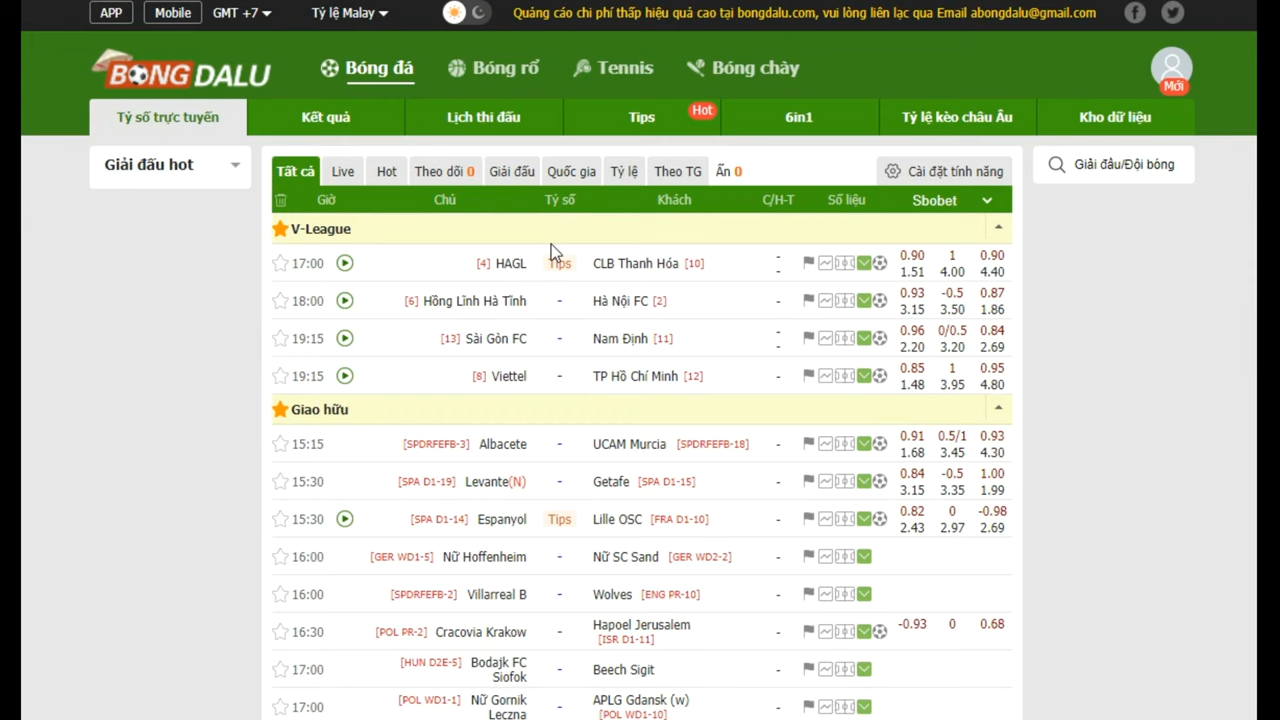 APP Mobile GMT +7 Tỷ lệ Malay Quảng cáo chi phí thấp hiệu quả cao tại bongdalu.com, vui lòng liên lạc qua Email abongdalu@gmail.com
BONGDALU Bóng đá Bóng rổ Tennis Bóng chày Mới
Tỷ số trực tuyến Kết quả Lịch thi đấu Tips Hot 6in1 Tỷ lệ kèo châu Âu Kho dữ liệu
Giải đấu hot
Tất cả Live Hot Theo dõi 0 Giải đấu Quốc gia Tỷ lệ Theo TG Ẩn 0 Cài đặt tính năng
Giải đấu/Đội bóng
Giờ Chủ Tỷ số Khách C/H-T Số liệu Sbobet
V-League
17:00 [4] HAGL Tips CLB Thanh Hóa [10] - 0.90 1 0.90
- 1.51 4.00 4.40
18:00 [6] Hồng Lĩnh Hà Tĩnh - Hà Nội FC [2] - 0.93 -0.5 0.87
3.15 3.50 1.86
19:15 [13] Sài Gòn FC - Nam Định [11] - 0.96 0/0.5 0.84
- 2.20 3.20 2.69
19:15 [8] Viettel - TP Hồ Chí Minh [12] - 0.85 1 0.95
1.48 3.95 4.80
Giao hữu
15:15 [SPDRFEFB-3] Albacete - UCAM Murcia [SPDRFEFB-18] - 0.91 0.5/1 0.93
1.68 3.45 4.30
15:30 [SPA D1-19] Levante(N) - Getafe [SPA D1-15] - 0.84 -0.5 1.00
3.15 3.35 1.99
15:30 [SPA D1-14] Espanyol Tips Lille OSC [FRA D1-10] - 0.82 0 -0.98
2.43 2.97 2.69
16:00 [GER WD1-5] Nữ Hoffenheim - Nữ SC Sand [GER WD2-2] -
16:00 [SPDRFEFB-2] Villarreal B - Wolves [ENG PR-10] -
16:30 [POL PR-2] Cracovia Krakow - Hapoel Jerusalem - -0.93 0 0.68
[ISR D1-11]
17:00 [HUN D2E-5] Bodajk FC - Beech Sigit -
Siofok
17:00 [POL WD1-1] Nữ Gornik - APLG Gdansk (w) -
Leczna [POL WD1-10]